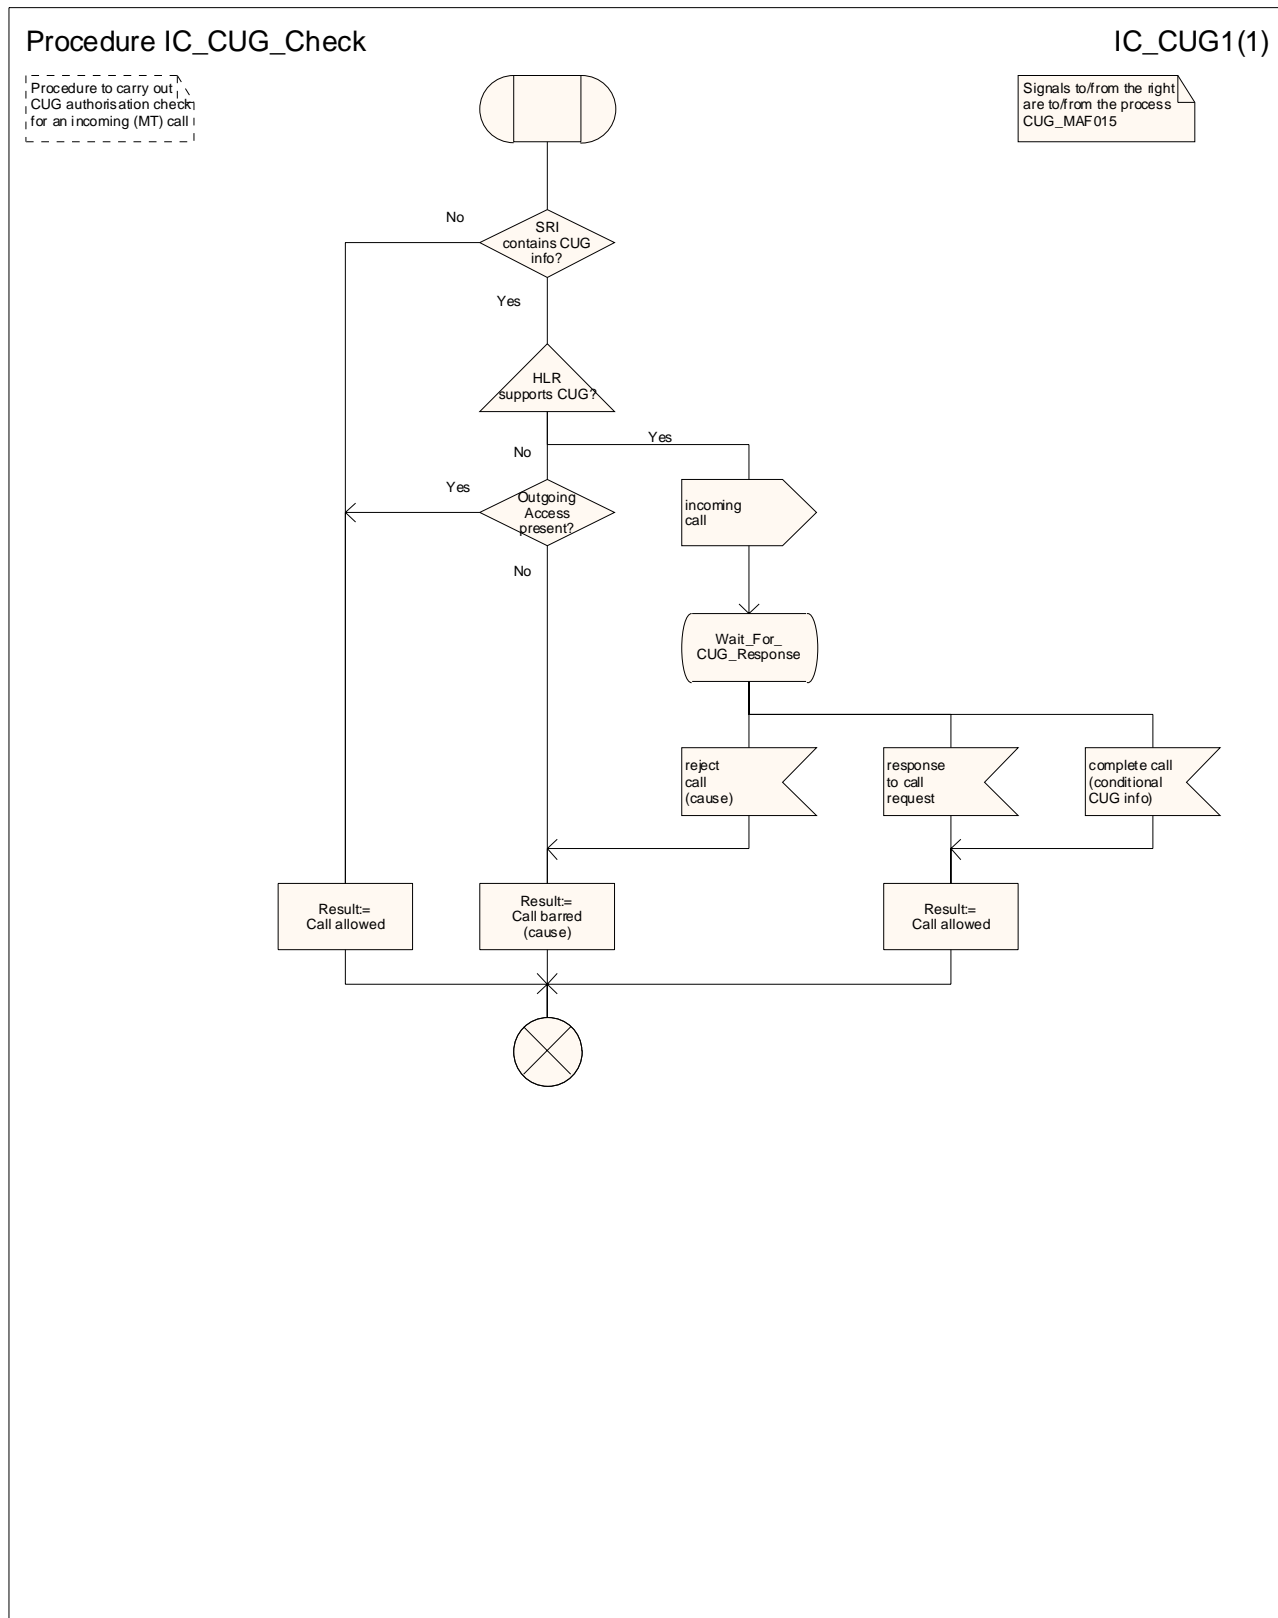 Procedure IC_CUG_Check
IC_CUG1(1)
Procedure to carry out
CUG authorisation check
for an incoming (MT) call
Signals to/from the right
are to/from the process
CUG_MAF015
No
SRI
contains CUG
info?
Yes
HLR
supports CUG?
Yes
No
Yes
Outgoing
Access
present?
incoming
call
No
Wait_For_
CUG_Response
reject
call
(cause)
response
to call
request
complete call
(conditional
CUG info)
Result:=
Call allowed
Result:=
Call barred
(cause)
Result:=
Call allowed